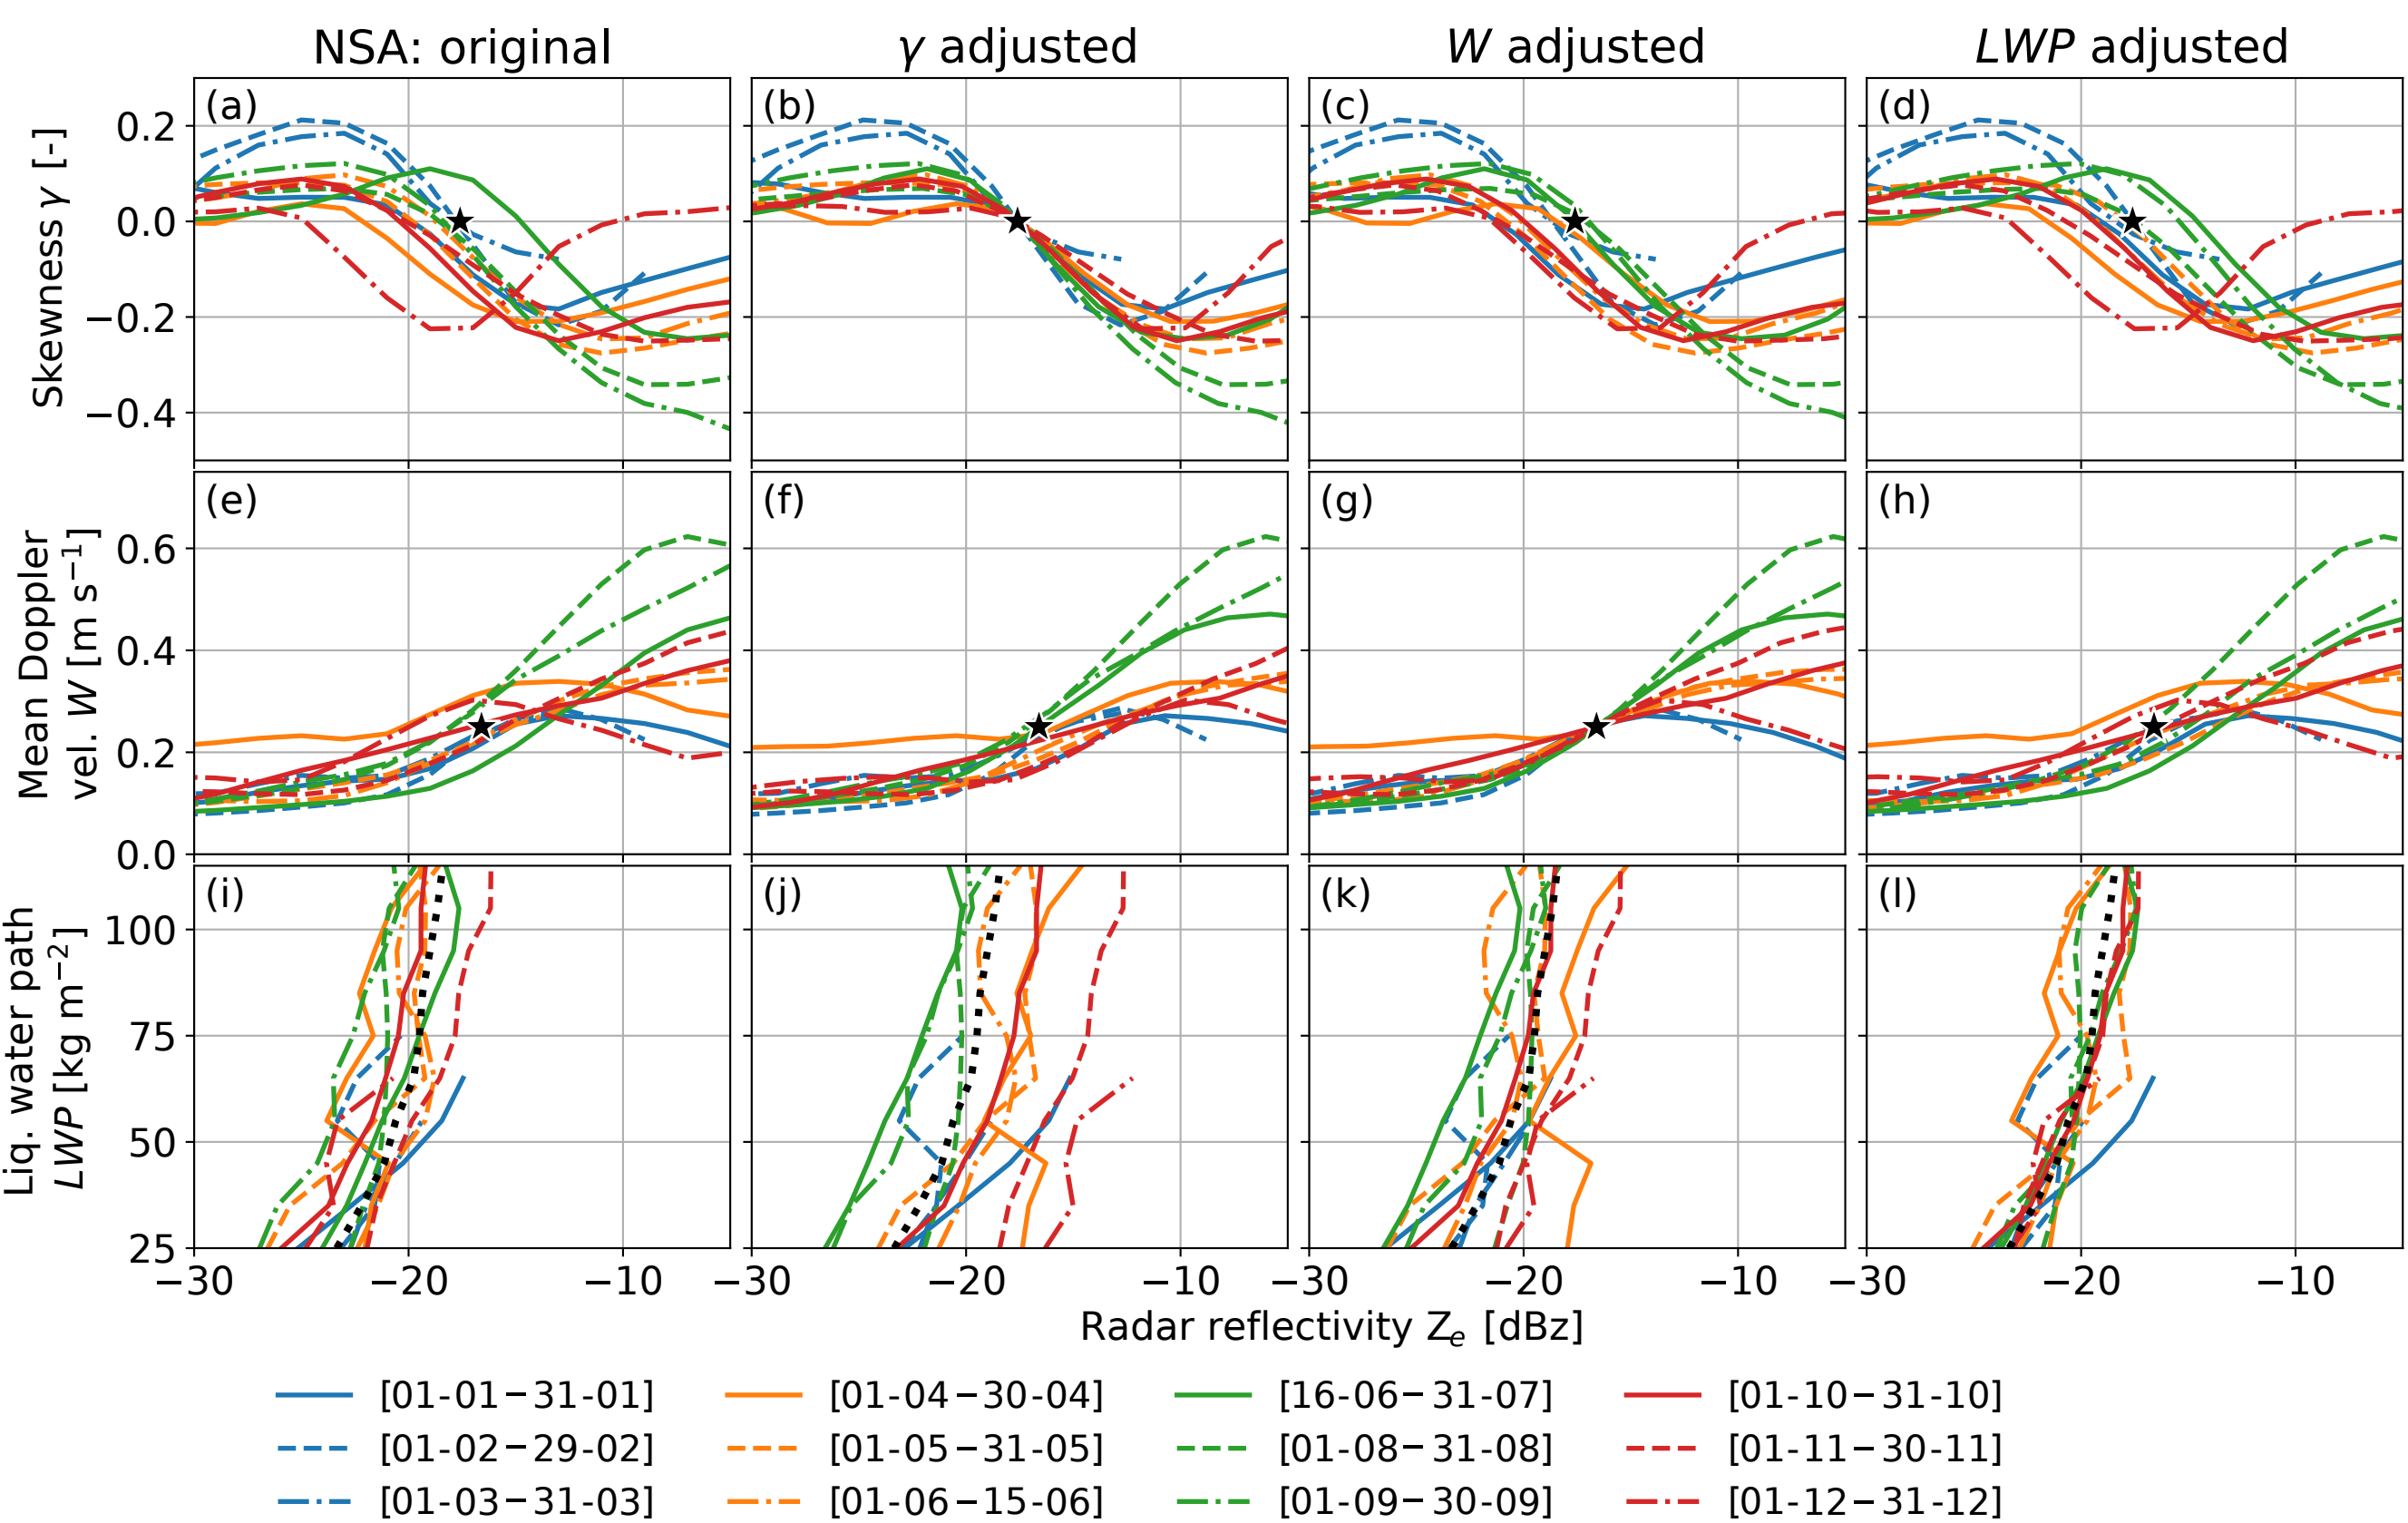 NSA: original
γ adjusted
W adjusted
LWP adjusted
Skewness γ [-]
(a)
(b)
(c)
(d)
0.2
0.0
−0.2
−0.4
Mean Doppler
vel. W [m s⁻¹]
(e)
(f)
(g)
(h)
0.6
0.4
0.2
0.0
Liq. water path
LWP [kg m⁻²]
(i)
(j)
(k)
(l)
100
75
50
25
−30 −20 −10 −30 −20 −10 −30 −20 −10 −30 −20 −10
Radar reflectivity Zₑ [dBz]
[01-01−31-01]
[01-02−29-02]
[01-03−31-03]
[01-04−30-04]
[01-05−31-05]
[01-06−15-06]
[16-06−31-07]
[01-08−31-08]
[01-09−30-09]
[01-10−31-10]
[01-11−30-11]
[01-12−31-12]